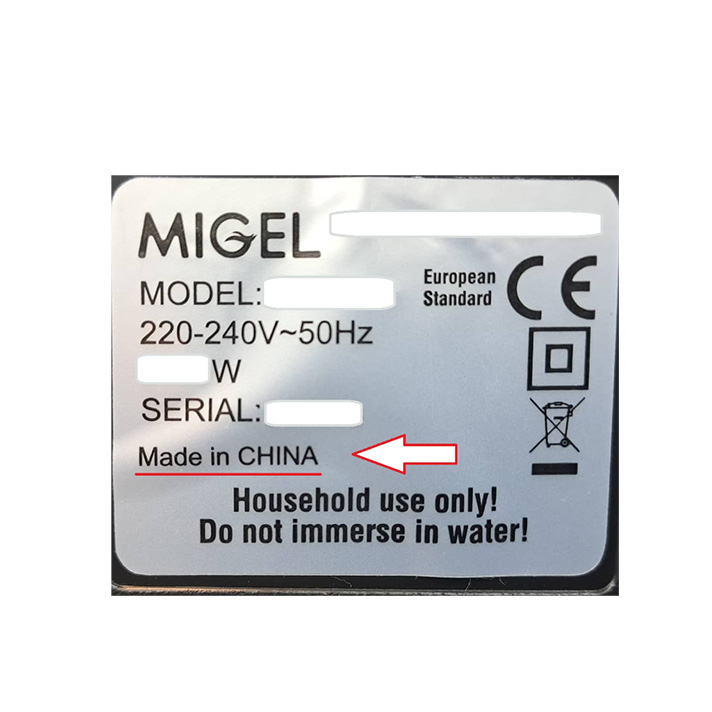 MIGEL
MODEL:
European
Standard
CE
220-240V~50Hz
W
SERIAL:
Made in CHINA
Household use only!
Do not immerse in water!